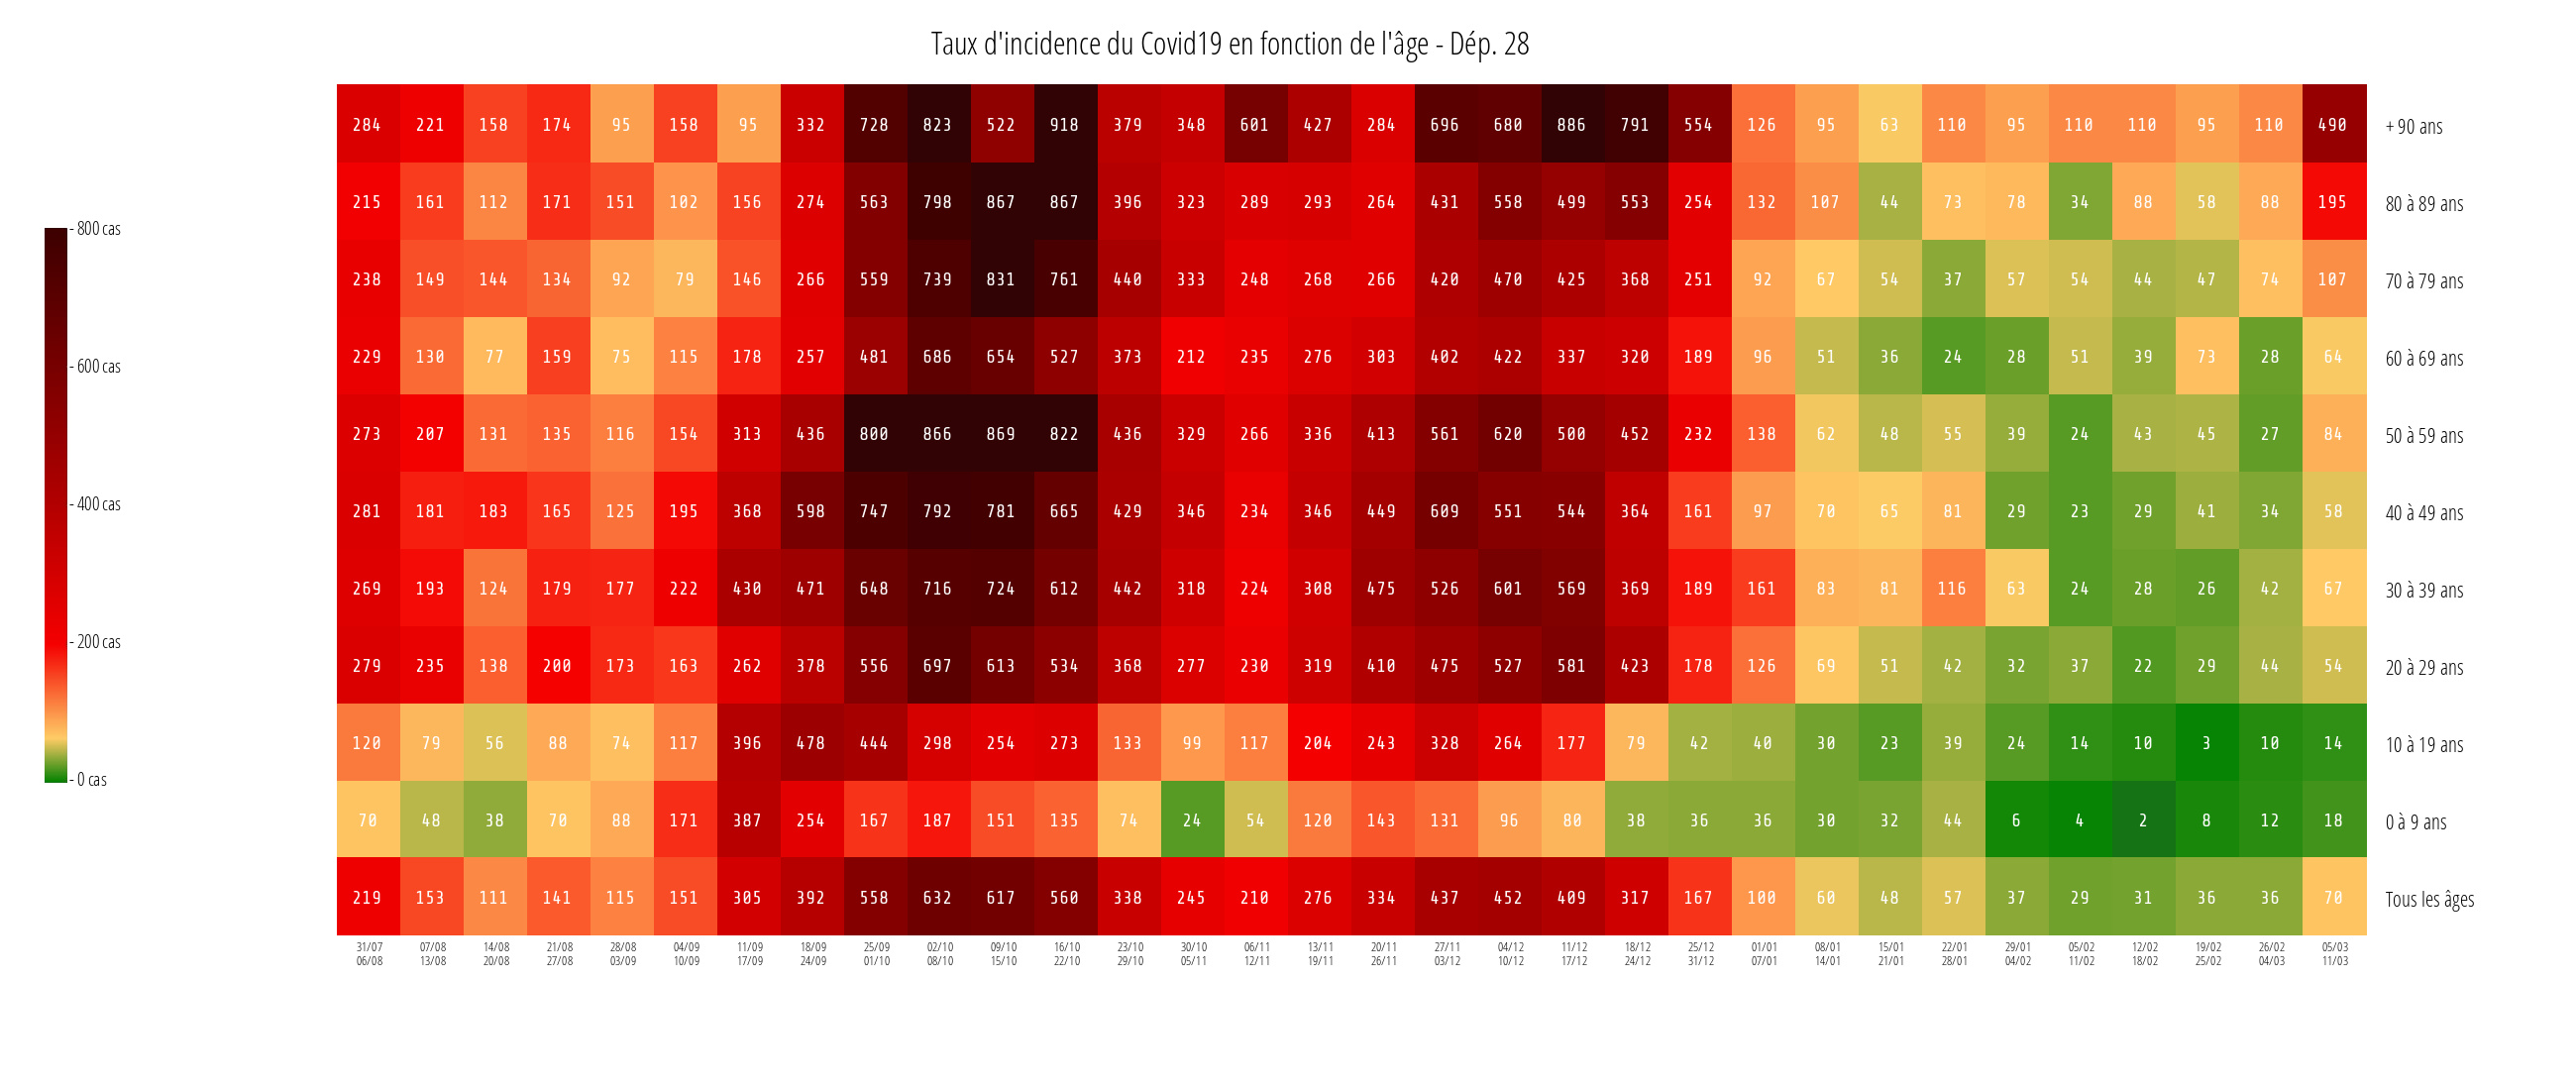 Taux d'incidence du Covid19 en fonction de l'âge - Dép. 28
284 221 158 174 95 158 95 332 728 823 522 918 379 348 601 427 284 696 680 886 791 554 126 95 63 110 95 110 110 95 110 490 + 90 ans
215 161 112 171 151 102 156 274 563 798 867 867 396 323 289 293 264 431 558 499 553 254 132 107 44 73 78 34 88 58 88 195 80 à 89 ans
- 800 cas
238 149 144 134 92 79 146 266 559 739 831 761 440 333 248 268 266 420 470 425 368 251 92 67 54 37 57 54 44 47 74 107 70 à 79 ans
229 130 77 159 75 115 178 257 481 686 654 527 373 212 235 276 303 402 422 337 320 189 96 51 36 24 28 51 39 73 28 64 60 à 69 ans
- 600 cas
273 207 131 135 116 154 313 436 800 866 869 822 436 329 266 336 413 561 620 500 452 232 138 62 48 55 39 24 43 45 27 84 50 à 59 ans
- 400 cas
281 181 183 165 125 195 368 598 747 792 781 665 429 346 234 346 449 609 551 544 364 161 97 70 65 81 29 23 29 41 34 58 40 à 49 ans
269 193 124 179 177 222 430 471 648 716 724 612 442 318 224 308 475 526 601 569 369 189 161 83 81 116 63 24 28 26 42 67 30 à 39 ans
- 200 cas
279 235 138 200 173 163 262 378 556 697 613 534 368 277 230 319 410 475 527 581 423 178 126 69 51 42 32 37 22 29 44 54 20 à 29 ans
120 79 56 88 74 117 396 478 444 298 254 273 133 99 117 204 243 328 264 177 79 42 40 30 23 39 24 14 10 3 10 14 10 à 19 ans
- 0 cas
70 48 38 70 88 171 387 254 167 187 151 135 74 24 54 120 143 131 96 80 38 36 36 30 32 44 6 4 2 8 12 18 0 à 9 ans
219 153 111 141 115 151 305 392 558 632 617 560 338 245 210 276 334 437 452 409 317 167 100 60 48 57 37 29 31 36 36 70 Tous les âges
31/07 07/08 14/08 21/08 28/08 04/09 11/09 18/09 25/09 02/10 09/10 16/10 23/10 30/10 06/11 13/11 20/11 27/11 04/12 11/12 18/12 25/12 01/01 08/01 15/01 22/01 29/01 05/02 12/02 19/02 26/02 05/03
06/08 13/08 20/08 27/08 03/09 10/09 17/09 24/09 01/10 08/10 15/10 22/10 29/10 05/11 12/11 19/11 26/11 03/12 10/12 17/12 24/12 31/12 07/01 14/01 21/01 28/01 04/02 11/02 18/02 25/02 04/03 11/03